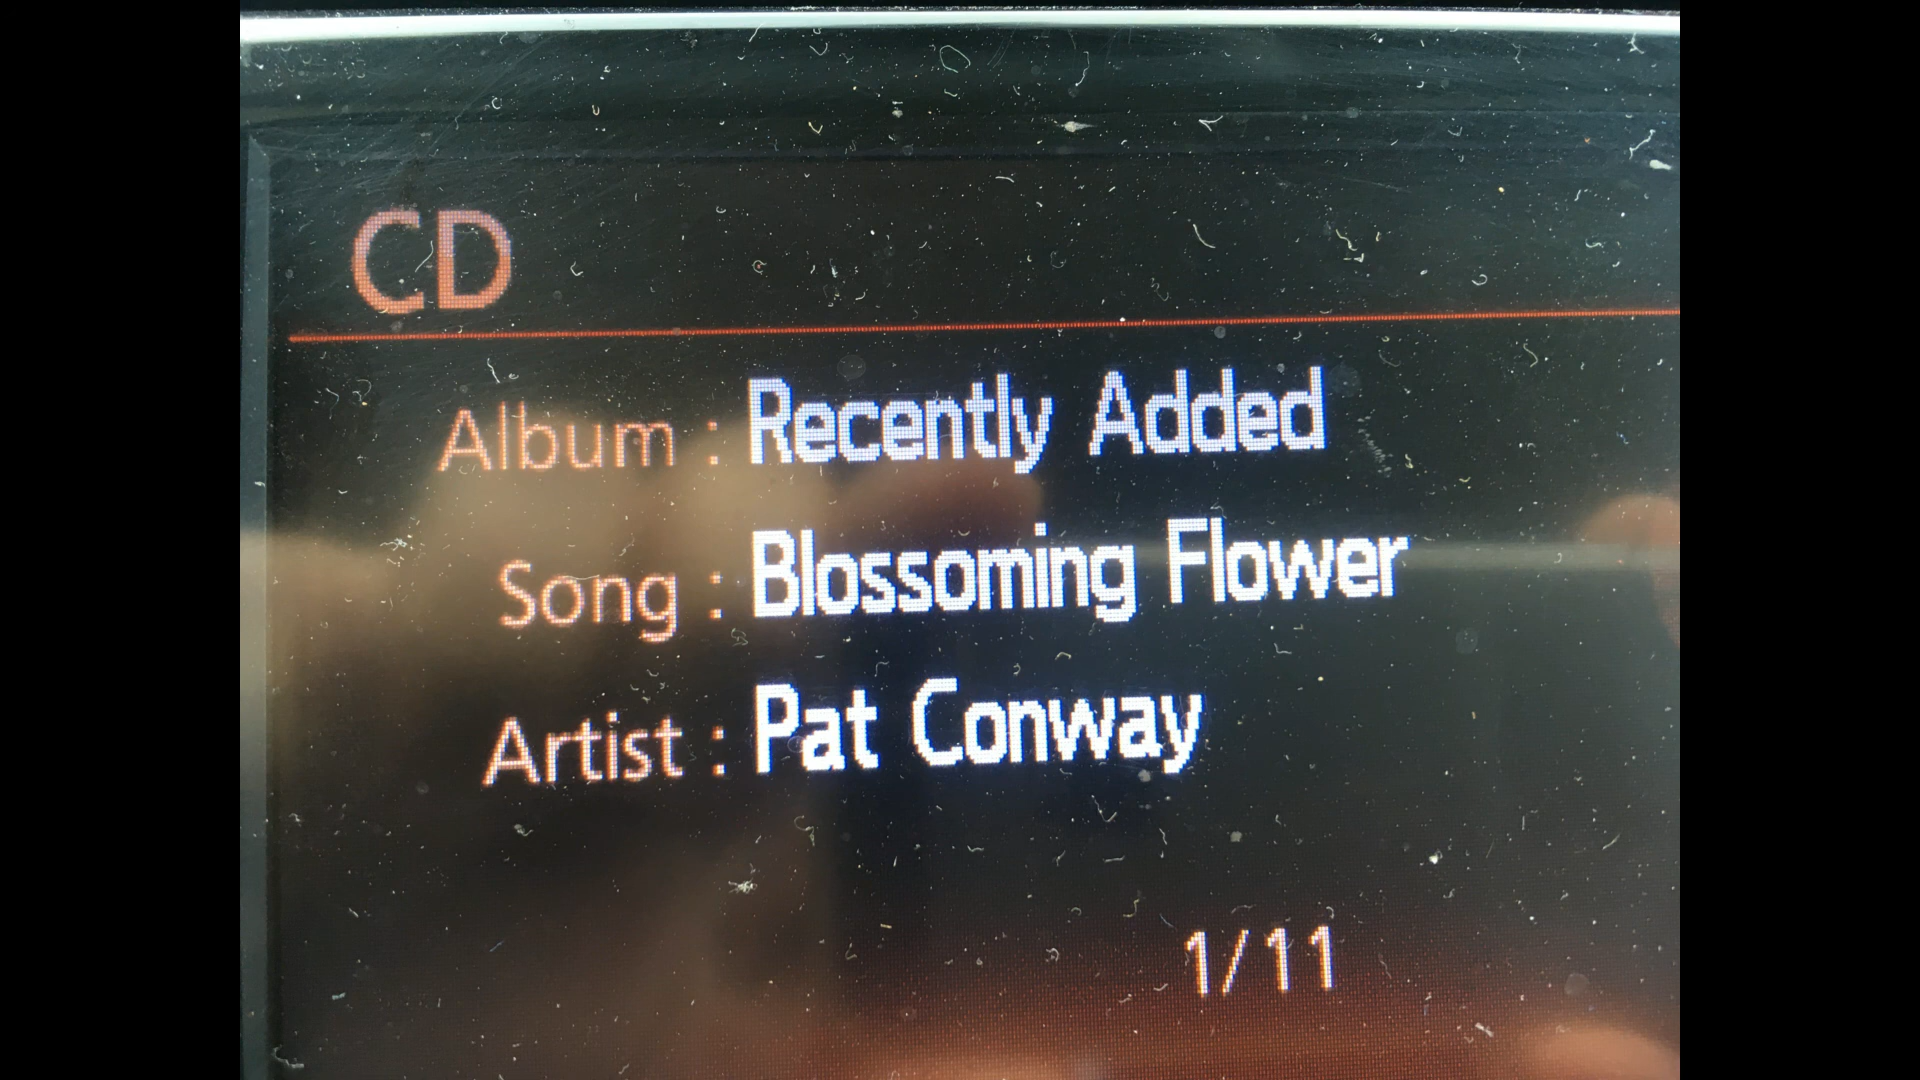 CD
Album : Recently Added
Song : Blossoming Flower
Artist : Pat Conway
1/11